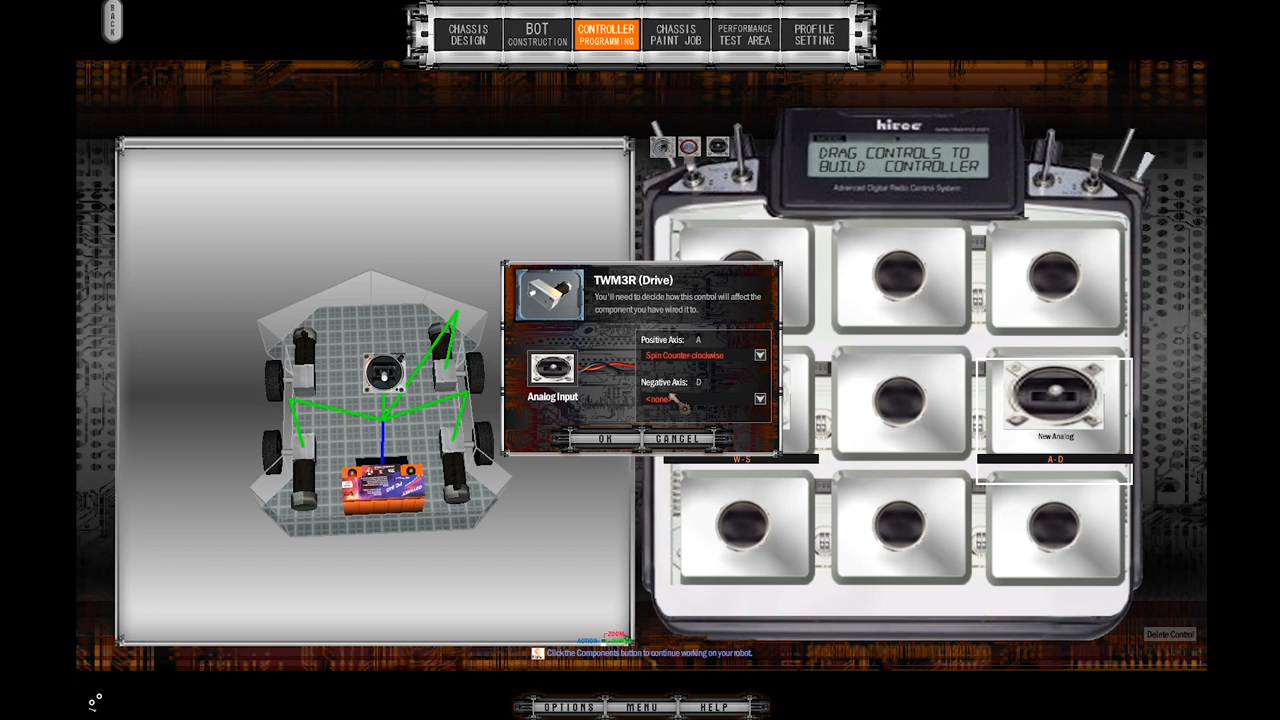 BACK
CHASSIS DESIGN
BOT CONSTRUCTION
CONTROLLER PROGRAMMING
CHASSIS PAINT JOB
PERFORMANCE TEST AREA
PROFILE SETTING
hitec
DRAG CONTROLS TO
BUILD CONTROLLER
Advanced Digital Radio Control System
TWM3R (Drive)
You'll need to decide how this control will affect the
component you have wired it to.
Positive Axis: A
Spin Counter-clockwise
Negative Axis: D
<none>
Analog Input
OK
CANCEL
New Analog
W-S
A-D
Delete Control
ZOOM
Click the Components button to continue working on your robot.
OPTIONS
MENU
HELP